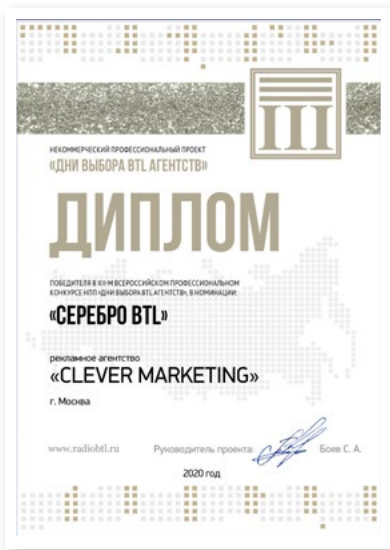 III
НЕКОММЕРЧЕСКИЙ ПРОФЕССИОНАЛЬНЫЙ ПРОЕКТ
«ДНИ ВЫБОРА BTL АГЕНТСТВ»
ДИПЛОМ
ПОБЕДИТЕЛЯ В XII-М ВСЕРОССИЙСКОМ ПРОФЕССИОНАЛЬНОМ
КОНКУРСЕ НПП «ДНИ ВЫБОРА BTL АГЕНТСТВ», В НОМИНАЦИИ:
«СЕРЕБРО BTL»
рекламное агентство
«CLEVER MARKETING»
г. Москва
www.radiobtl.ru Руководитель проекта: Боев С. А.
2020 год